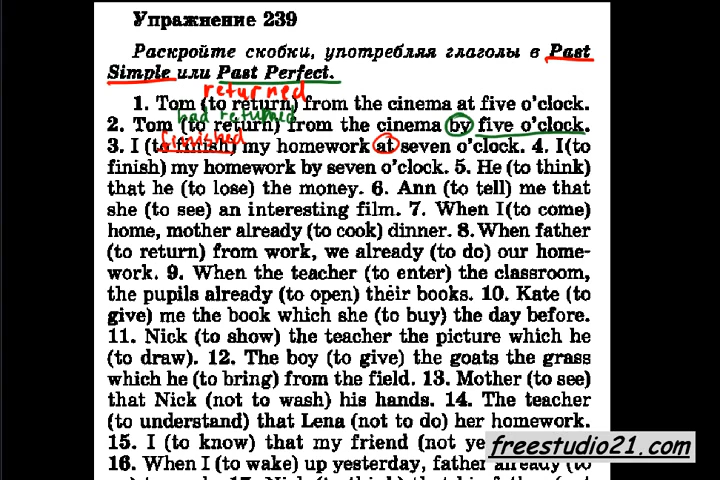 Упражнение 239
Раскройте скобки, употребляя глаголы в Past
Simple или Past Perfect.
returned
1. Tom (to return) from the cinema at five o'clock.
had returned
2. Tom (to return) from the cinema by five o'clock.
finished
3. I (to finish) my homework at seven o'clock. 4. I(to
finish) my homework by seven o'clock. 5. He (to think)
that he (to lose) the money. 6. Ann (to tell) me that
she (to see) an interesting film. 7. When I(to come)
home, mother already (to cook) dinner. 8. When father
(to return) from work, we already (to do) our home-
work. 9. When the teacher (to enter) the classroom,
the pupils already (to open) their books. 10. Kate (to
give) me the book which she (to buy) the day before.
11. Nick (to show) the teacher the picture which he
(to draw). 12. The boy (to give) the goats the grass
which he (to bring) from the field. 13. Mother (to see)
that Nick (not to wash) his hands. 14. The teacher
(to understand) that Lena (not to do) her homework.
15. I (to know) that my friend (not
freestudio21.com
16. When I (to wake) up yesterday, father already (to